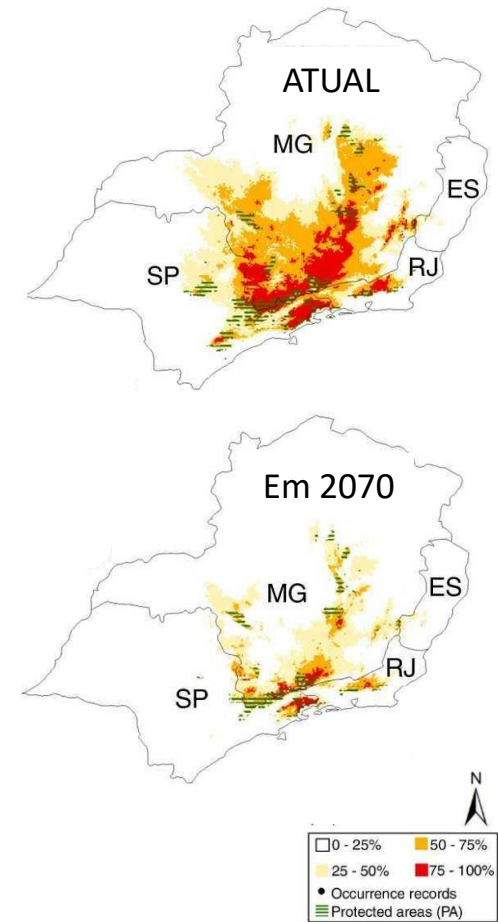 ATUAL
MG
ES
SP
RJ
Em 2070
MG
ES
RJ
SP
N
0 - 25% 50 - 75%
25 - 50% 75 - 100%
Occurrence records
Protected areas (PA)